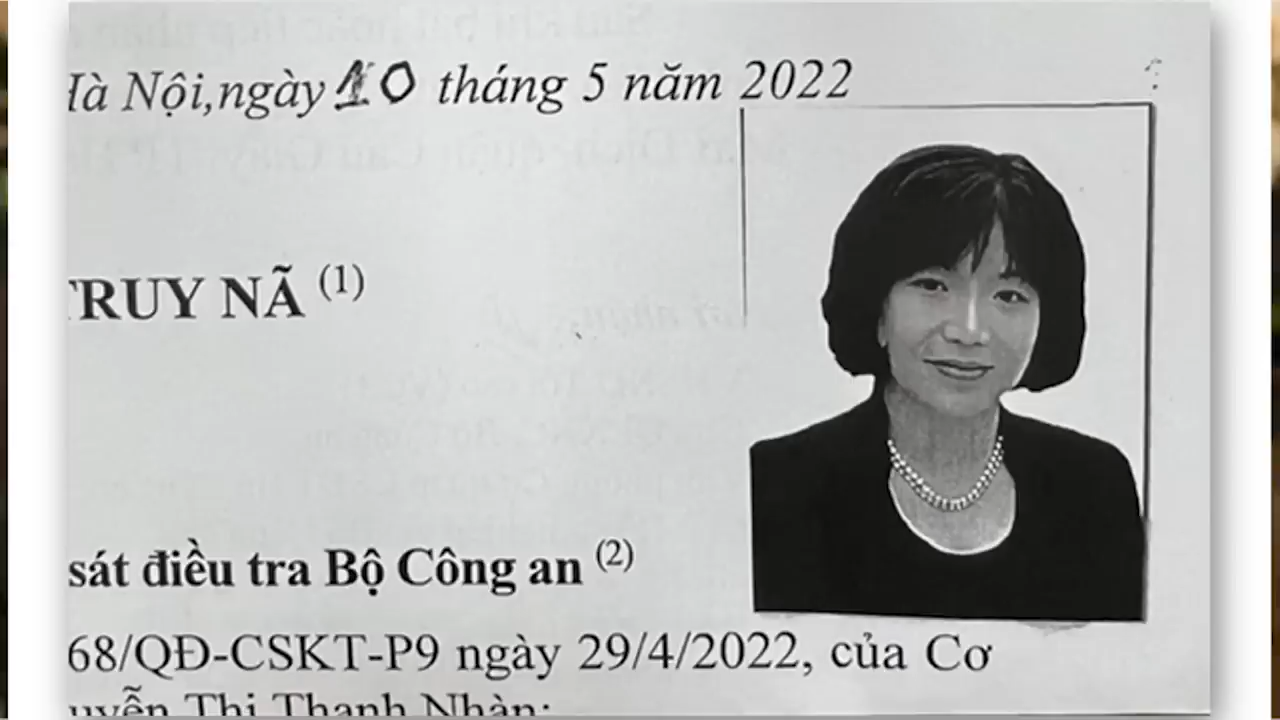 Hà Nội,ngày 10 tháng 5 năm 2022
TRUY NÃ (1)
sát điều tra Bộ Công an (2)
68/QĐ-CSKT-P9 ngày 29/4/2022, của Cơ
uyễn Thị Thanh Nhàn: